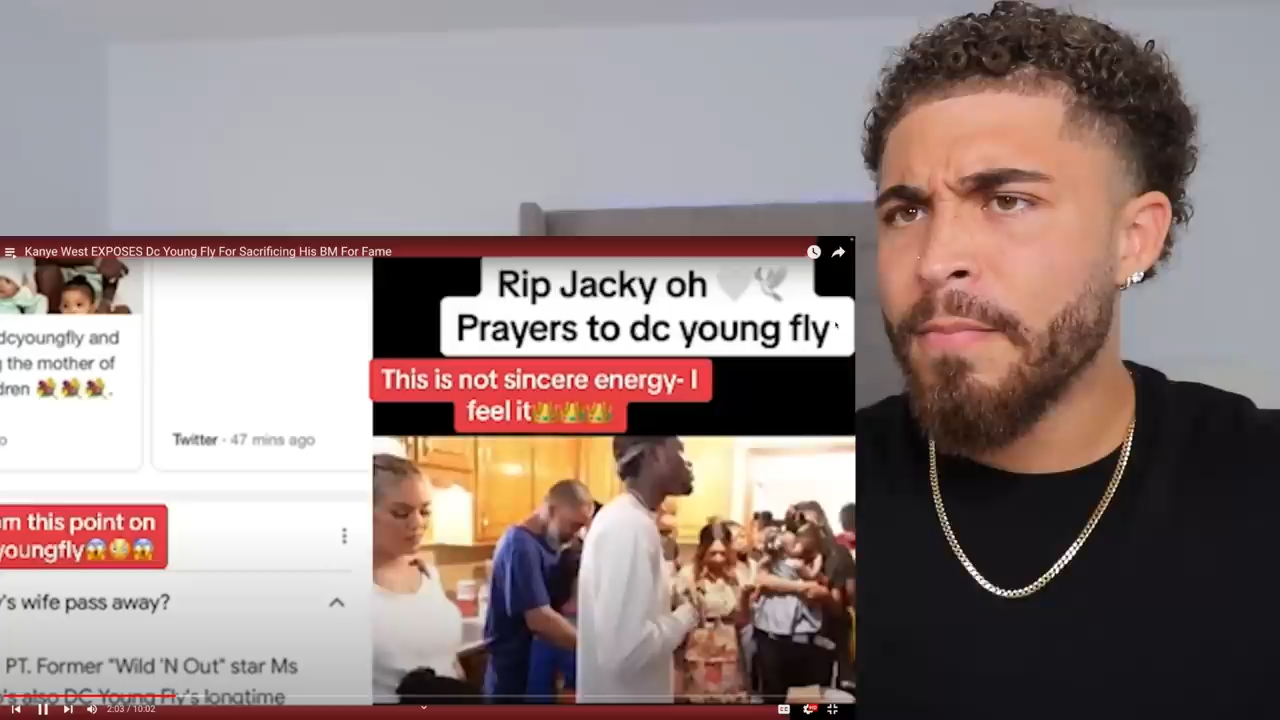 Kanye West EXPOSES Dc Young Fly For Sacrificing His BM For Fame
Rip Jacky oh
Prayers to dc young fly
This is not sincere energy- I
feel it
dcyoungfly and
the mother of
Twitter · 47 mins ago
this point on
youngfly
's wife pass away?
PT. Former "Wild 'N Out" star Ms
's also DC Young Fly's longtime
2:03 / 10:02